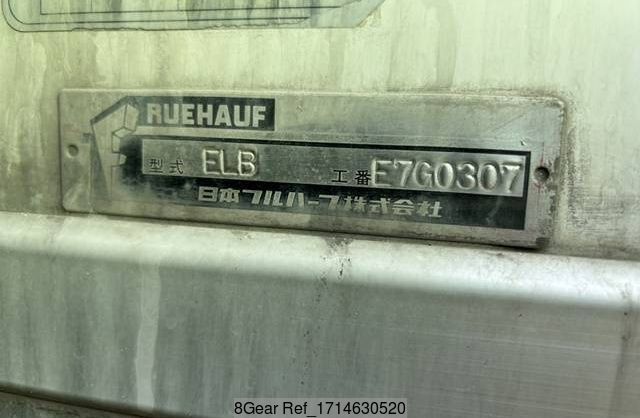 FRUEHAUF
型式 ELB 工番 E7G0307
日本フルハーフ株式会社
8Gear Ref_1714630520